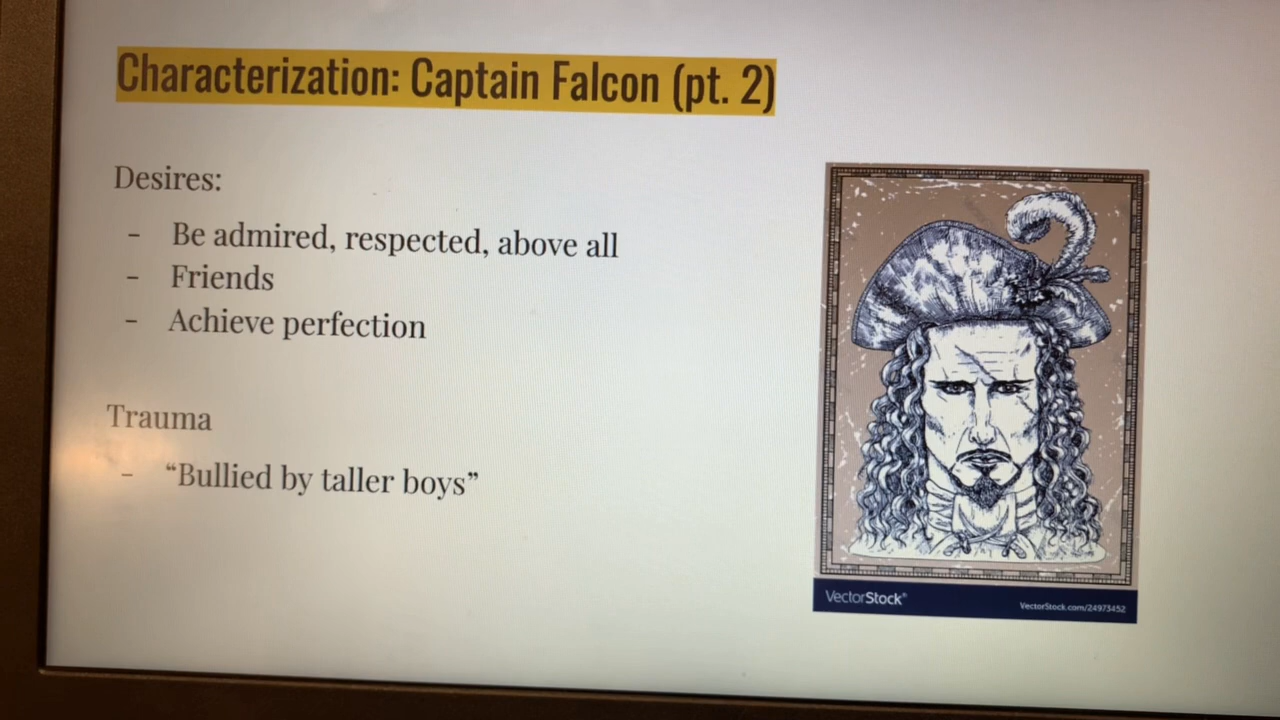 Characterization: Captain Falcon (pt. 2)
Desires:
- Be admired, respected, above all
- Friends
- Achieve perfection
Trauma
- “Bullied by taller boys”
VectorStock®
VectorStock.com/24973452